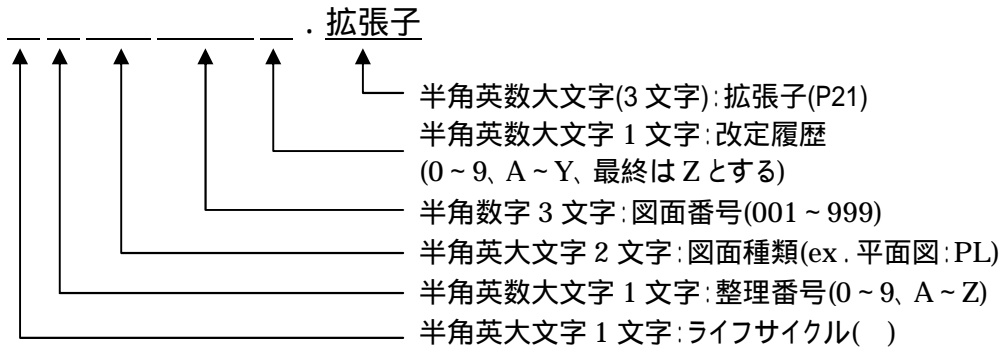 ．拡張子
半角英数大文字(3文字):拡張子(P21)
半角英数大文字1文字:改定履歴
(0～9、A～Y、最終はZとする)
半角数字3文字:図面番号(001～999)
半角英大文字2文字:図面種類(ex．平面図:PL)
半角英数大文字1文字:整理番号(0～9、A～Z)
半角英大文字1文字:ライフサイクル(　)